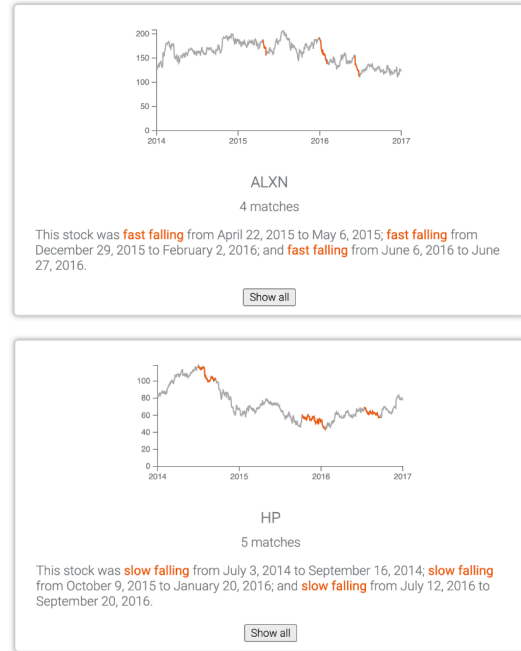 200
150
100
50
0
2014 2015 2016 2017
ALXN
4 matches
This stock was fast falling from April 22, 2015 to May 6, 2015; fast falling from
December 29, 2015 to February 2, 2016; and fast falling from June 6, 2016 to June
27, 2016.
Show all
100
80
60
40
20
0
2014 2015 2016 2017
HP
5 matches
This stock was slow falling from July 3, 2014 to September 16, 2014; slow falling
from October 9, 2015 to January 20, 2016; and slow falling from July 12, 2016 to
September 20, 2016.
Show all